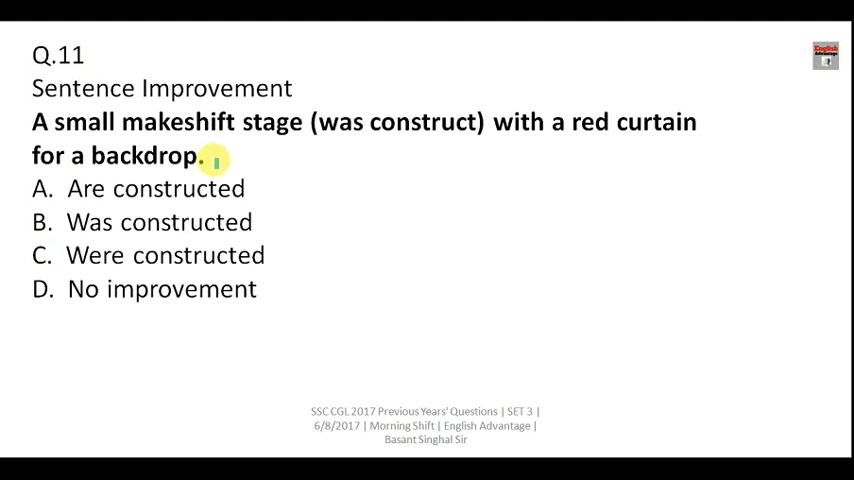 Q.11
English
Advantage
Sentence Improvement
A small makeshift stage (was construct) with a red curtain
for a backdrop.
A. Are constructed
B. Was constructed
C. Were constructed
D. No improvement
SSC CGL 2017 Previous Years' Questions | SET 3 |
6/8/2017 | Morning Shift | English Advantage |
Basant Singhal Sir